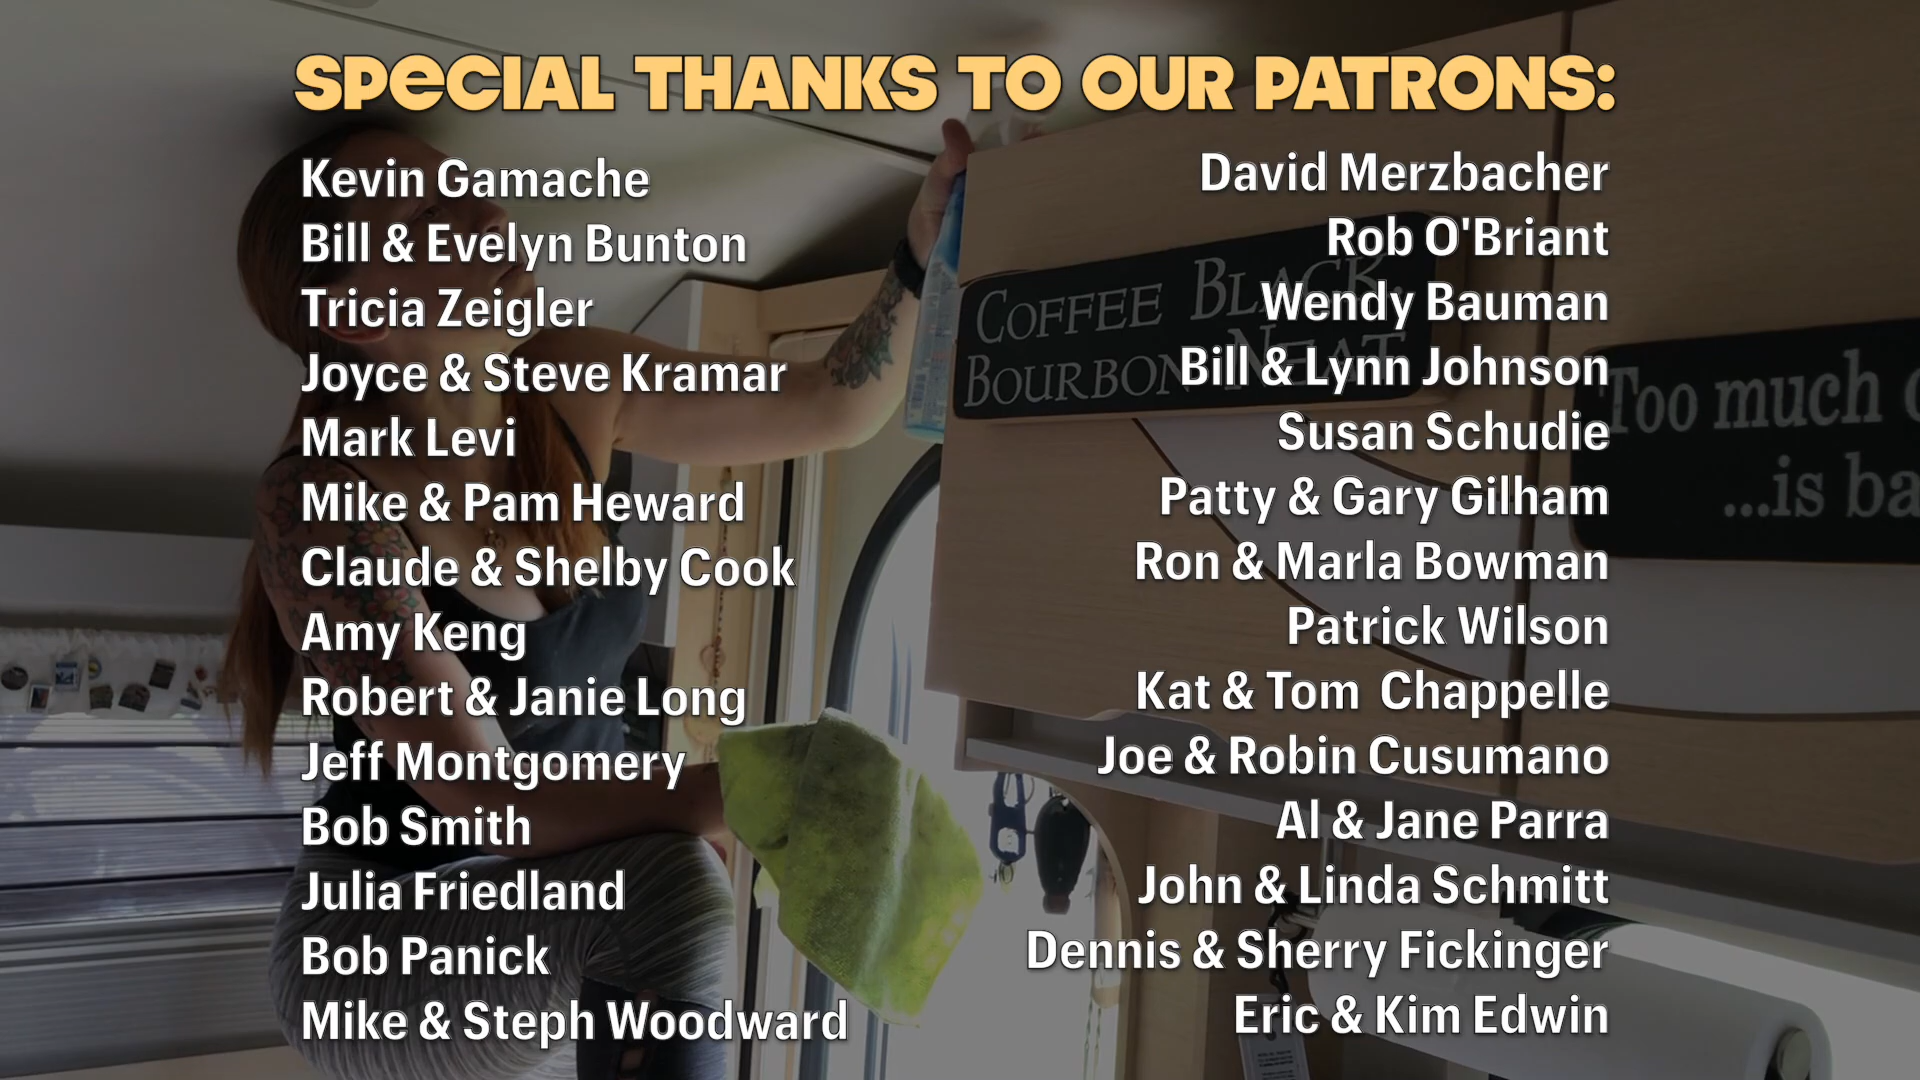 SPECIAL THANKS TO OUR PATRONS:
Kevin Gamache
Bill & Evelyn Bunton
Tricia Zeigler
Joyce & Steve Kramar
Mark Levi
Mike & Pam Heward
Claude & Shelby Cook
Amy Keng
Robert & Janie Long
Jeff Montgomery
Bob Smith
Julia Friedland
Bob Panick
Mike & Steph Woodward
David Merzbacher
Rob O'Briant
Wendy Bauman
Bill & Lynn Johnson
Susan Schudie
Patty & Gary Gilham
Ron & Marla Bowman
Patrick Wilson
Kat & Tom  Chappelle
Joe & Robin Cusumano
Al & Jane Parra
John & Linda Schmitt
Dennis & Sherry Fickinger
Eric & Kim Edwin
COFFEE BLACK,
BOURBON NEAT
Too much
...is